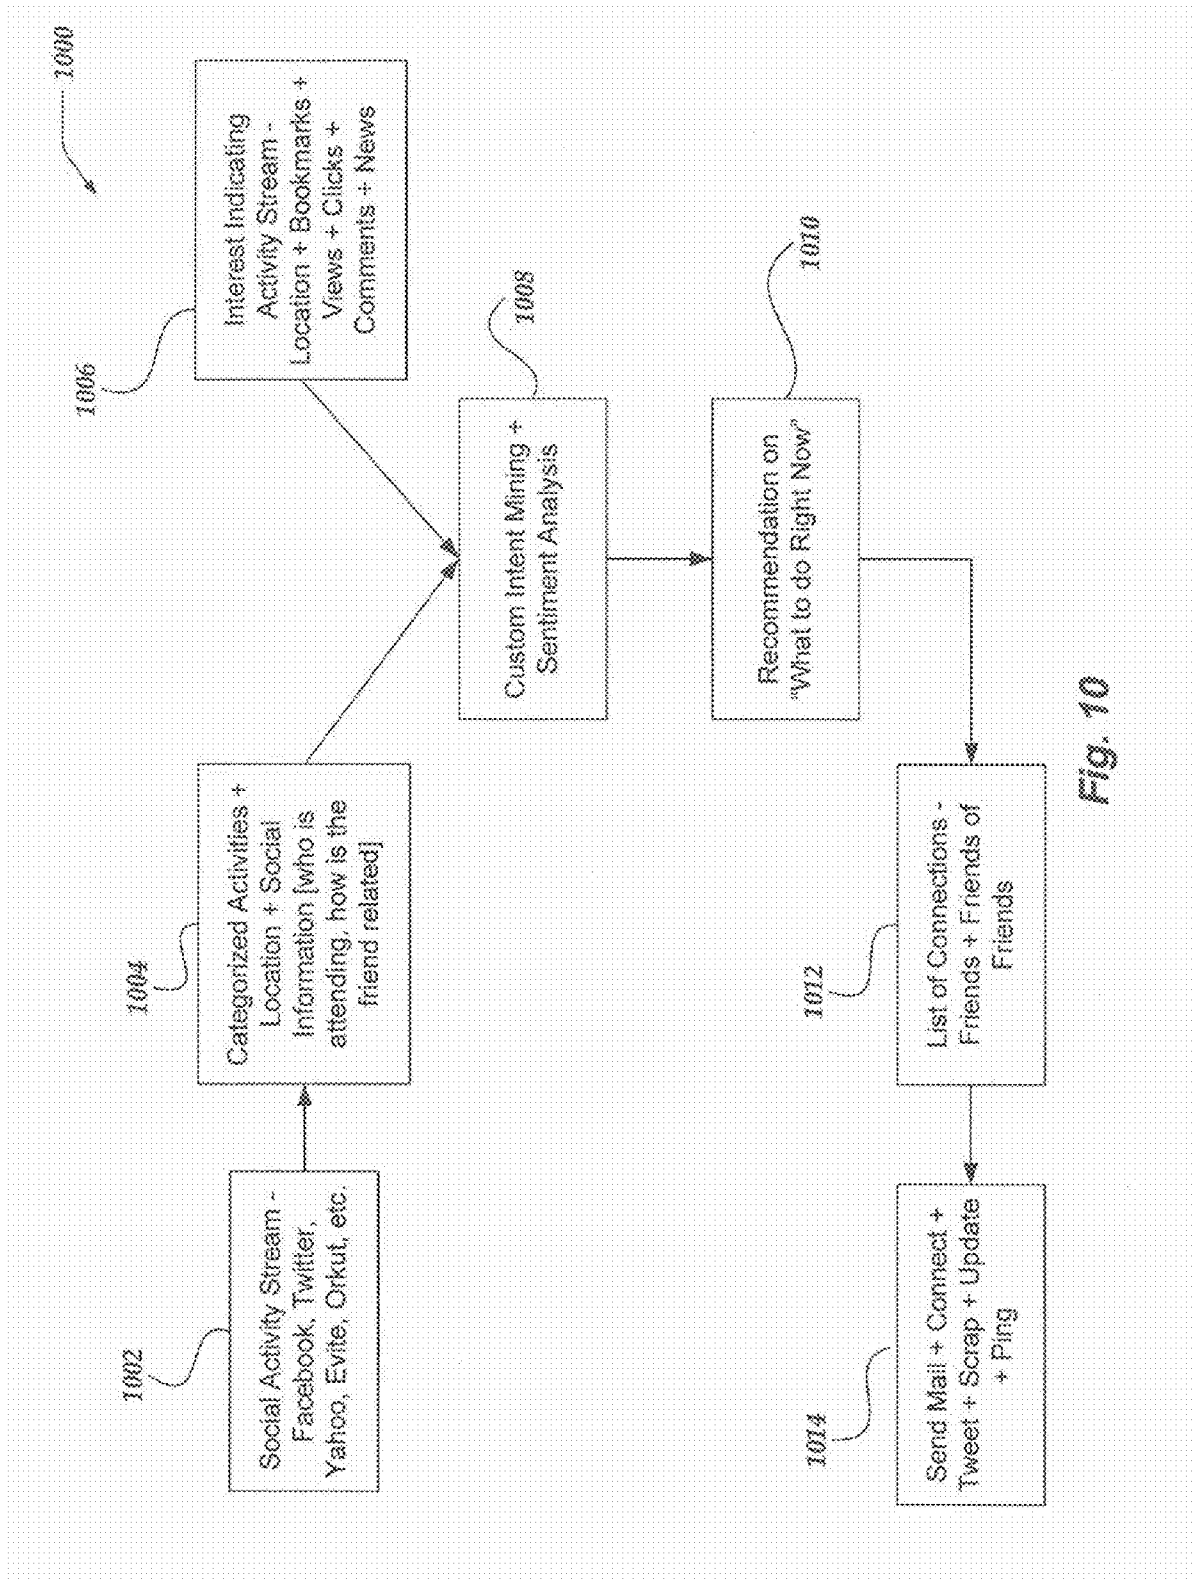 1000
1002
Social Activity Stream -
Facebook, Twitter,
Yahoo, Evite, Orkut, etc.
1004
Categorized Activities +
Location + Social
Information [who is
attending, how is the
friend related]
1006
Interest Indicating
Activity Stream -
Location + Bookmarks +
Views + Clicks +
Comments + News
1008
Custom Intent Mining +
Sentiment Analysis
1010
Recommendation on
"What to do Right Now"
1012
List of Connections -
Friends + Friends of
Friends
1014
Send Mail + Connect +
Tweet + Scrap + Update
+ Ping
Fig. 10